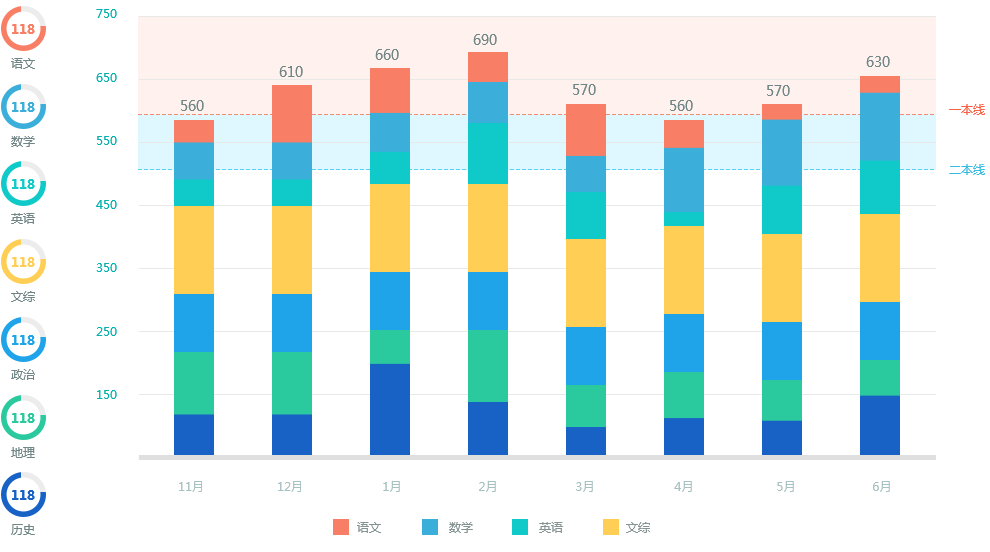 118
语文
118
数学
118
英语
118
文综
118
政治
118
地理
118
历史
750
650
550
450
350
250
150
560
610
660
690
570
560
570
630
一本线
二本线
11月
12月
1月
2月
3月
4月
5月
6月
语文
数学
英语
文综